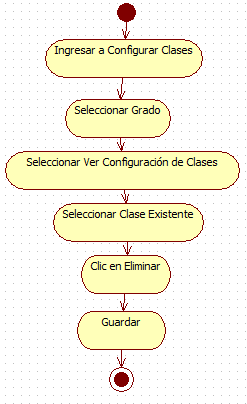 Ingresar a Configurar Clases
Seleccionar Grado
Seleccionar Ver Configuración de Clases
Seleccionar Clase Existente
Clic en Eliminar
Guardar